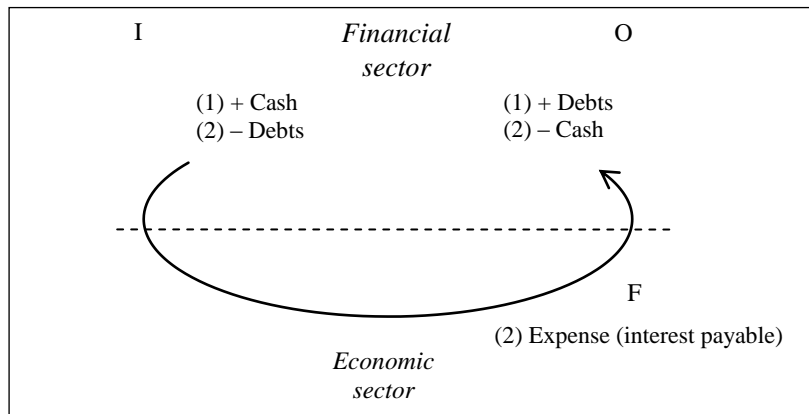 I
Financial
sector
O
(1) + Cash
(2) – Debts
(1) + Debts
(2) – Cash
F
(2) Expense (interest payable)
Economic
sector